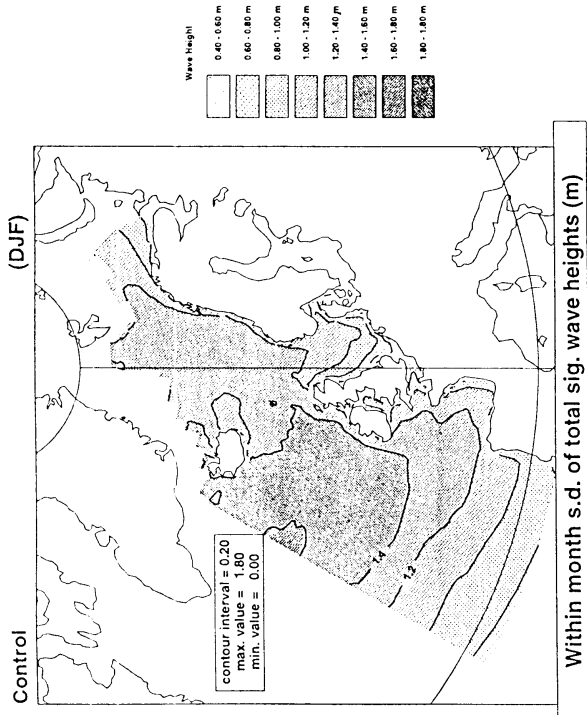 Control
(DJF)
contour interval = 0.20
max. value = 1.80
min. value = 0.00
1.4
1.2
Within month s.d. of total sig. wave heights (m)
Wave Height
0.40 - 0.60 m
0.60 - 0.80 m
0.80 - 1.00 m
1.00 - 1.20 m
1.20 - 1.40 m
1.40 - 1.60 m
1.60 - 1.80 m
1.80 - 1.80 m